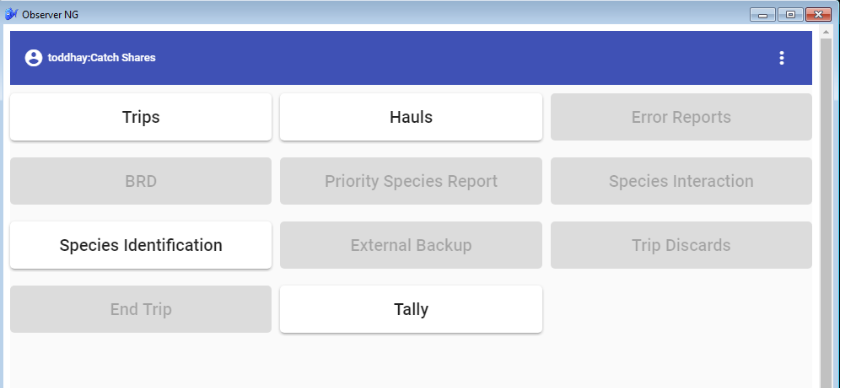 Observer NG
toddhay:Catch Shares
Trips
Hauls
Error Reports
BRD
Priority Species Report
Species Interaction
Species Identification
External Backup
Trip Discards
End Trip
Tally